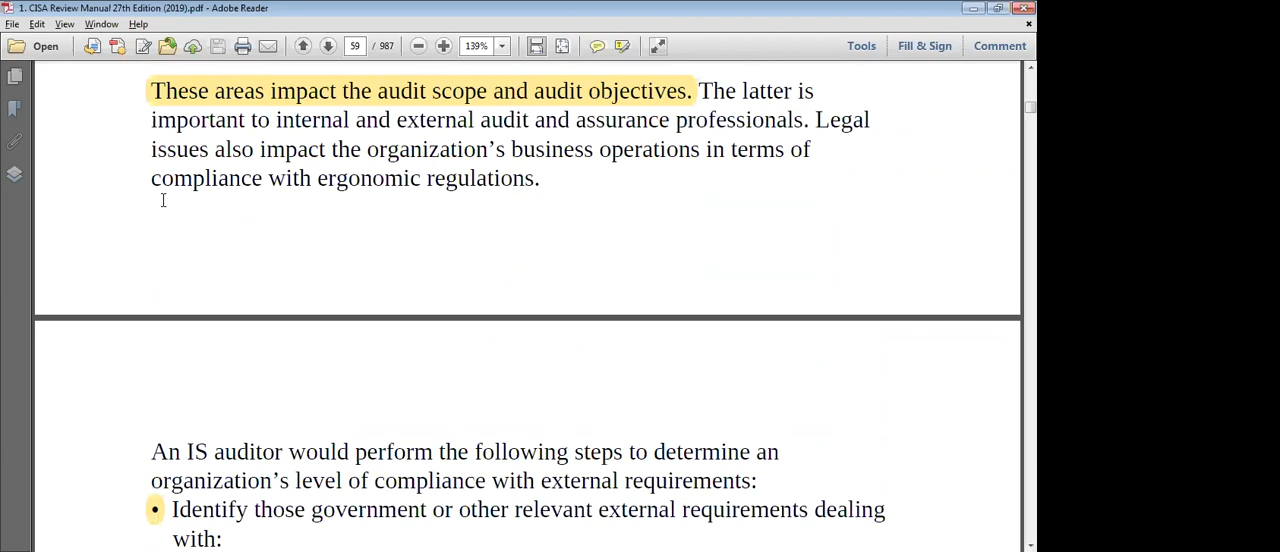 1. CISA Review Manual 27th Edition (2019).pdf - Adobe Reader
File Edit View Window Help
Open 59 / 987 139% Tools Fill & Sign Comment
These areas impact the audit scope and audit objectives. The latter is
important to internal and external audit and assurance professionals. Legal
issues also impact the organization’s business operations in terms of
compliance with ergonomic regulations.
An IS auditor would perform the following steps to determine an
organization’s level of compliance with external requirements:
• Identify those government or other relevant external requirements dealing
with: